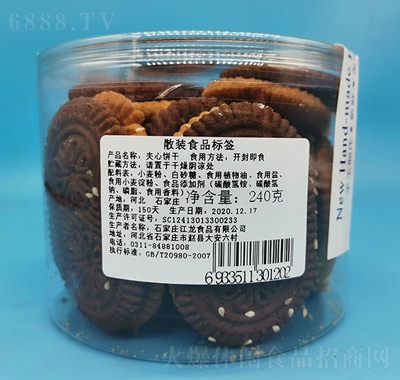 6888.TV
散装食品标签
产品名称：夹心饼干 食用方法：开封即食
贮藏方法：请置于干燥阴凉处
配料表：小麦粉、白砂糖、食用植物油、食用盐、
食用小麦淀粉、食品添加剂（碳酸氢铵、碳酸氢
钠、磷脂、食用香料）
产地：河北 石家庄 净含量：240克
保质期：150天 生产日期：2020.12.17
生产许可证号：SC12413013300233
生产者名称：石家庄江龙食品有限公司
地址：河北省石家庄市赵县大安六村
电话：0311-84881008
执行标准：GB/T20980-2007
6933511301202
New Hand-made
火爆休闲食品招商网